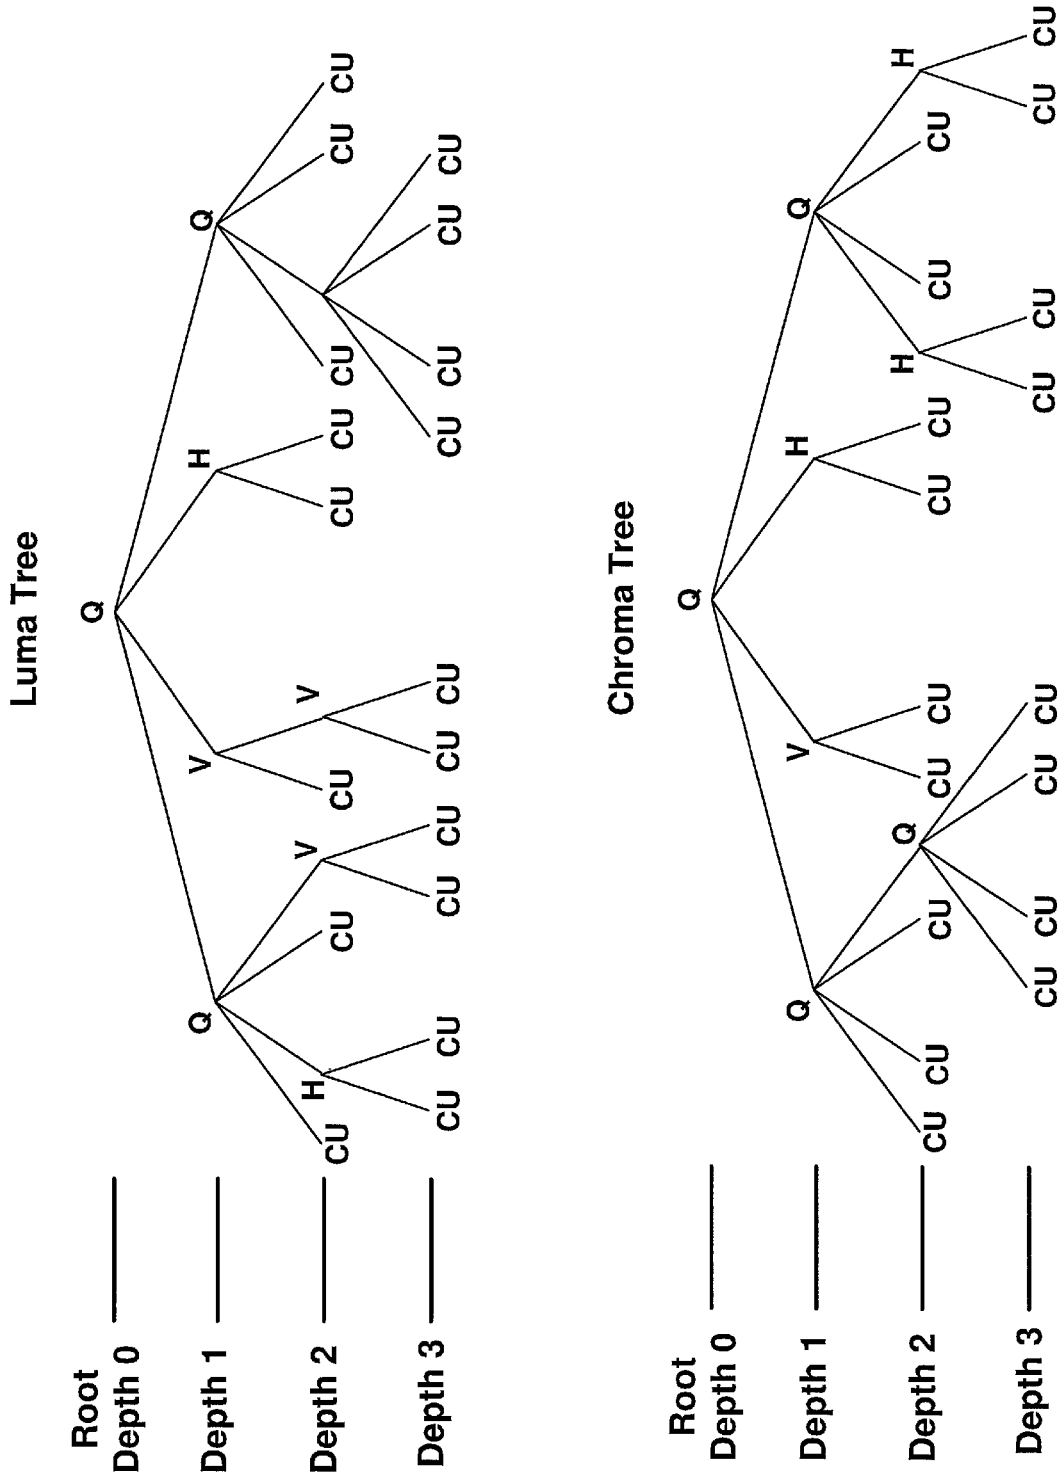 Luma Tree
Root
Depth 0 Q
Depth 1 Q V H Q
Depth 2 CU H CU V CU V CU CU CU CU CU
Depth 3 CU CU CU CU CU CU CU CU CU CU
Chroma Tree
Root
Depth 0 Q
Depth 1 Q V H Q
Depth 2 CU CU CU Q CU CU CU CU H CU CU H
Depth 3 CU CU CU CU CU CU CU CU